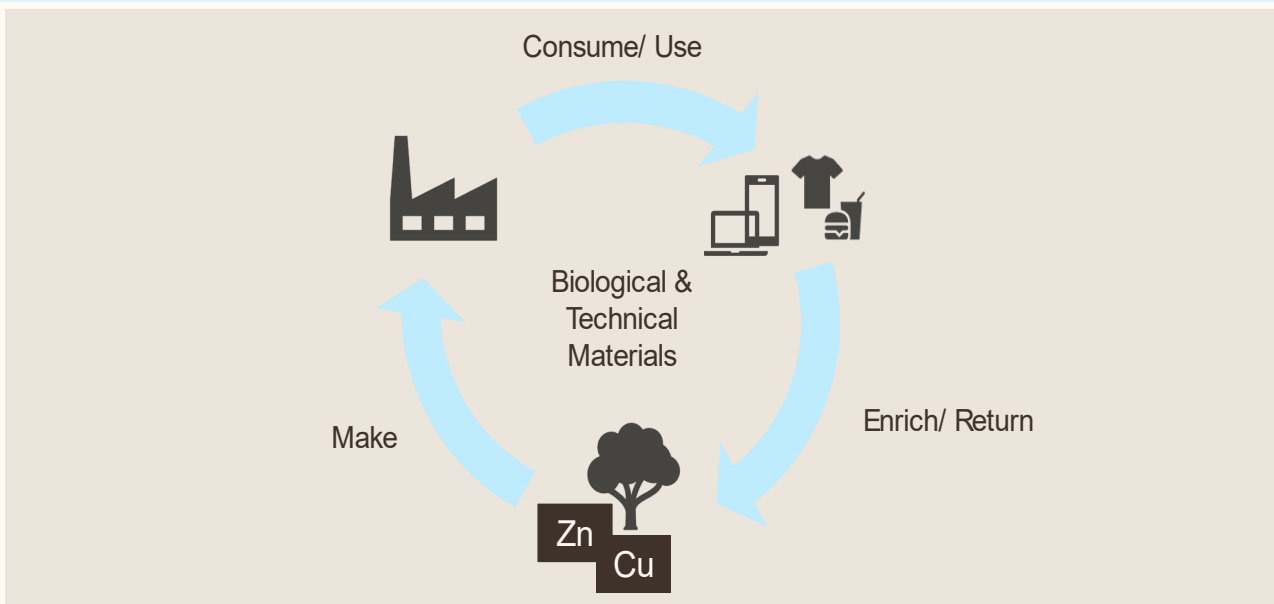 Consume/ Use
Biological &
Technical
Materials
Enrich/ Return
Make
Zn
Cu